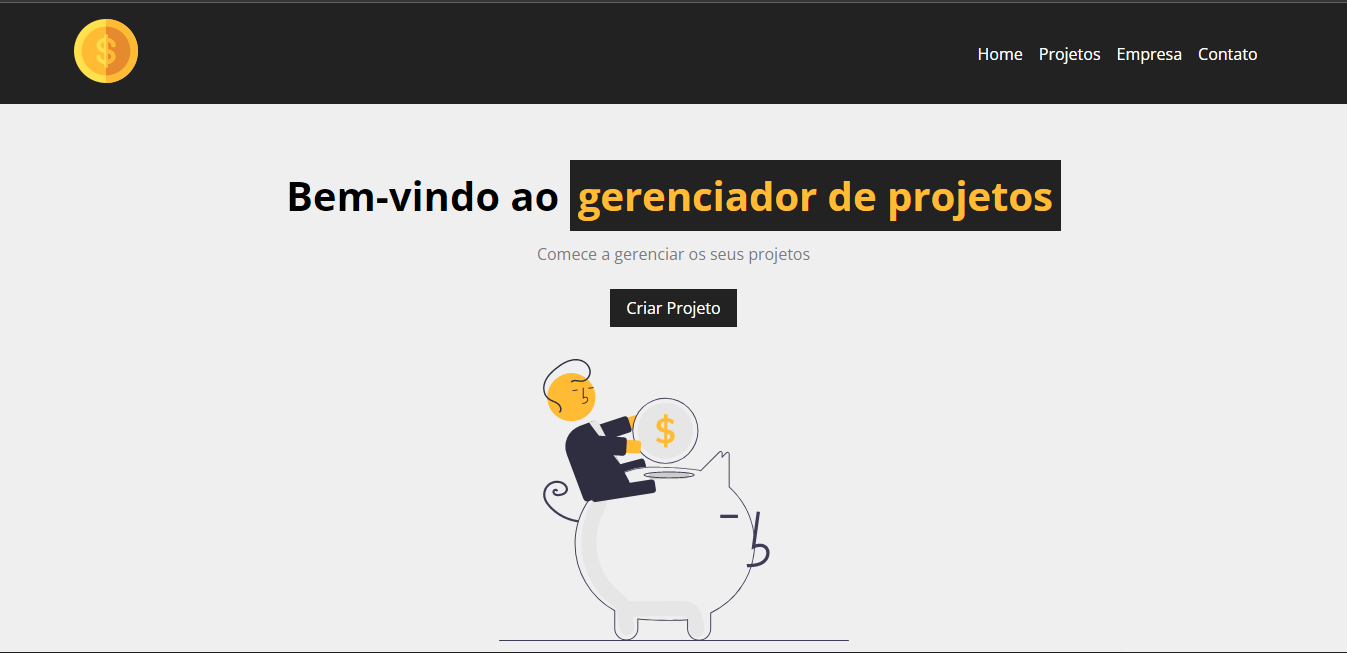 $
Home Projetos Empresa Contato
Bem-vindo ao gerenciador de projetos
Comece a gerenciar os seus projetos
Criar Projeto
$